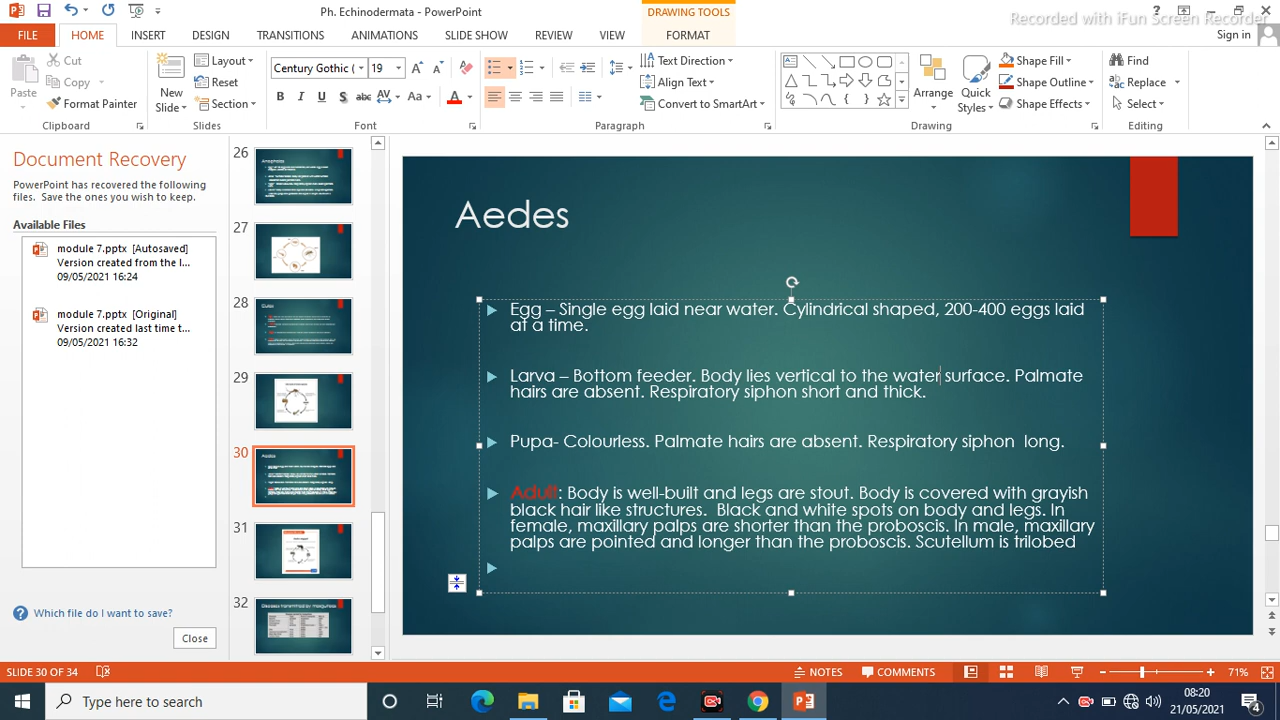 Ph. Echinodermata - PowerPoint
DRAWING TOOLS
Recorded with iFun Screen Recorder
Sign in
FILE HOME INSERT DESIGN TRANSITIONS ANIMATIONS SLIDE SHOW REVIEW VIEW FORMAT
Paste
Cut
Copy
Format Painter
Clipboard
New Slide
Layout
Reset
Section
Slides
Century Gothic ( 19
Font
Text Direction
Align Text
Convert to SmartArt
Paragraph
Arrange
Quick Styles
Shape Fill
Shape Outline
Shape Effects
Drawing
Find
Replace
Select
Editing
Document Recovery
PowerPoint has recovered the following
files. Save the ones you wish to keep.
Available Files
module 7.pptx [Autosaved]
Version created from the l...
09/05/2021 16:24
module 7.pptx [Original]
Version created last time t...
09/05/2021 16:32
Which file do I want to save?
Close
26
Anopheles
27
28
Culex
29
30
Aedes
31
32
Diseases transmitted by mosquitoes
Aedes
Egg – Single egg laid near water. Cylindrical shaped, 200-400 eggs laid
at a time.
Larva – Bottom feeder. Body lies vertical to the water surface. Palmate
hairs are absent. Respiratory siphon short and thick.
Pupa- Colourless. Palmate hairs are absent. Respiratory siphon long.
Adult: Body is well-built and legs are stout. Body is covered with grayish
black hair like structures. Black and white spots on body and legs. In
female, maxillary palps are shorter than the proboscis. In male, maxillary
palps are pointed and longer than the proboscis. Scutellum is trilobed
SLIDE 30 OF 34
NOTES
COMMENTS
71%
Type here to search
08:20
21/05/2021
4